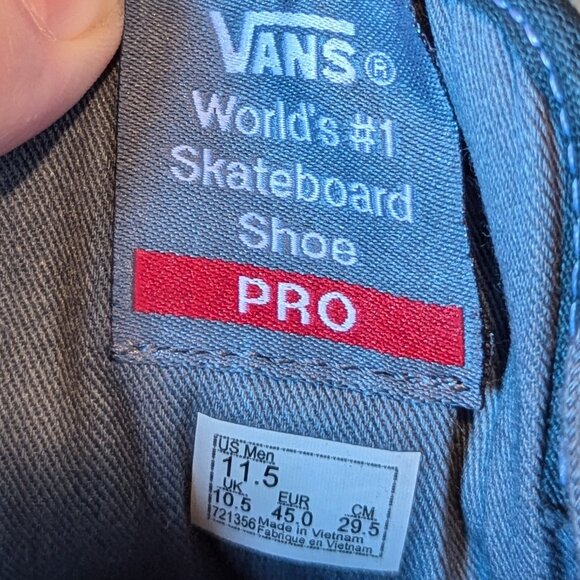 VANS®
World's #1
Skateboard
Shoe
PRO
US Men
11.5
UK EUR CM
10.5 45.0 29.5
721356 Made in Vietnam
Fabrique en Vietnam